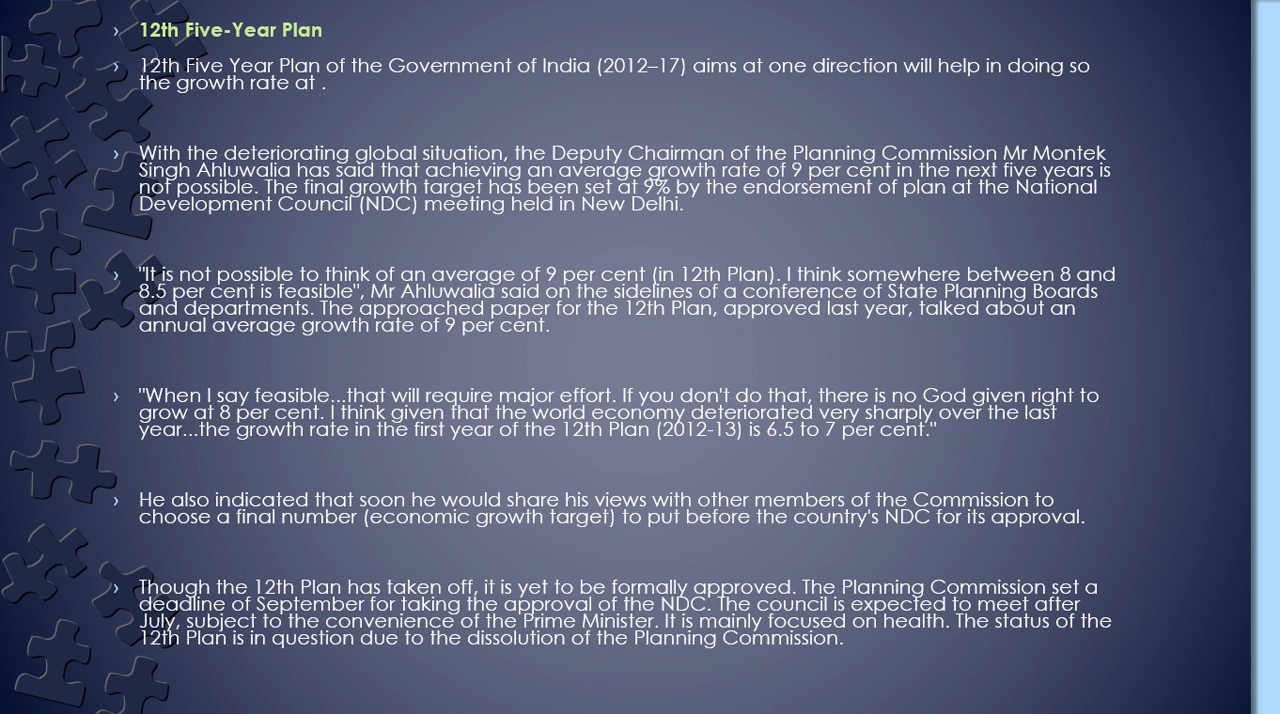 › 12th Five-Year Plan
› 12th Five Year Plan of the Government of India (2012–17) aims at one direction will help in doing so
the growth rate at .
› With the deteriorating global situation, the Deputy Chairman of the Planning Commission Mr Montek
Singh Ahluwalia has said that achieving an average growth rate of 9 per cent in the next five years is
not possible. The final growth target has been set at 9% by the endorsement of plan at the National
Development Council (NDC) meeting held in New Delhi.
› "It is not possible to think of an average of 9 per cent (in 12th Plan). I think somewhere between 8 and
8.5 per cent is feasible", Mr Ahluwalia said on the sidelines of a conference of State Planning Boards
and departments. The approached paper for the 12th Plan, approved last year, talked about an
annual average growth rate of 9 per cent.
› "When I say feasible...that will require major effort. If you don't do that, there is no God given right to
grow at 8 per cent. I think given that the world economy deteriorated very sharply over the last
year...the growth rate in the first year of the 12th Plan (2012-13) is 6.5 to 7 per cent."
› He also indicated that soon he would share his views with other members of the Commission to
choose a final number (economic growth target) to put before the country's NDC for its approval.
› Though the 12th Plan has taken off, it is yet to be formally approved. The Planning Commission set a
deadline of September for taking the approval of the NDC. The council is expected to meet after
July, subject to the convenience of the Prime Minister. It is mainly focused on health. The status of the
12th Plan is in question due to the dissolution of the Planning Commission.